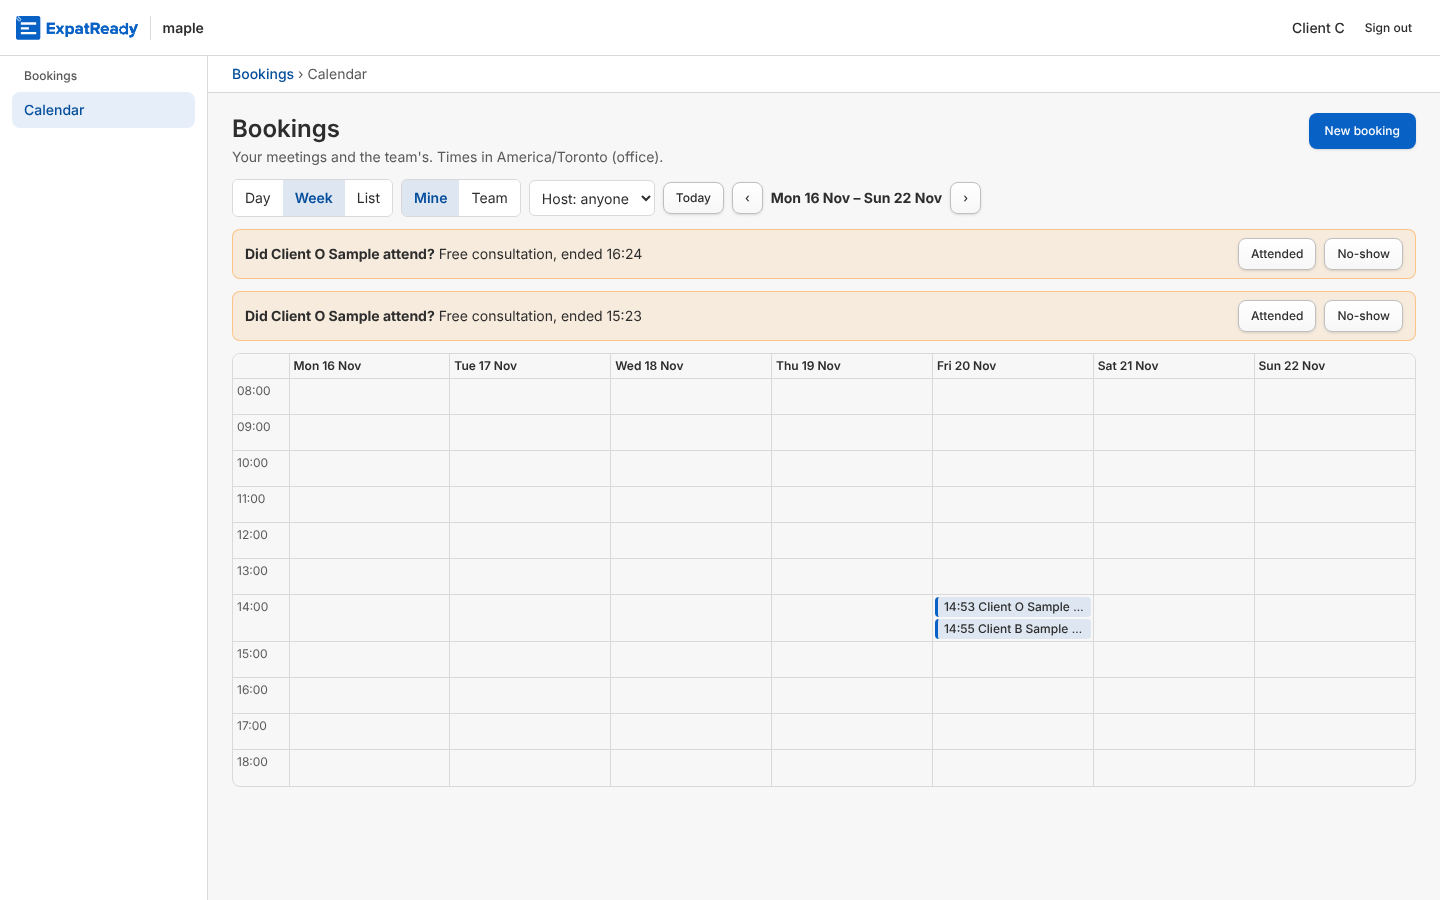 ExpatReady maple Client C Sign out
Bookings
Calendar
Bookings › Calendar
Bookings
New booking
Your meetings and the team's. Times in America/Toronto (office).
Day Week List Mine Team Host: anyone Today ‹ Mon 16 Nov – Sun 22 Nov ›
Did Client O Sample attend? Free consultation, ended 16:24 Attended No-show
Did Client O Sample attend? Free consultation, ended 15:23 Attended No-show
Mon 16 Nov Tue 17 Nov Wed 18 Nov Thu 19 Nov Fri 20 Nov Sat 21 Nov Sun 22 Nov
08:00
09:00
10:00
11:00
12:00
13:00
14:00 14:53 Client O Sample ...
14:55 Client B Sample ...
15:00
16:00
17:00
18:00